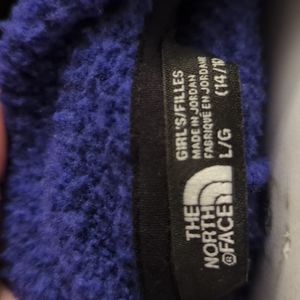 THE
NORTH
FACE®
GIRL'S/FILLES
MADE IN JORDAN
FABRIQUÉ EN JORDANIE
L/G